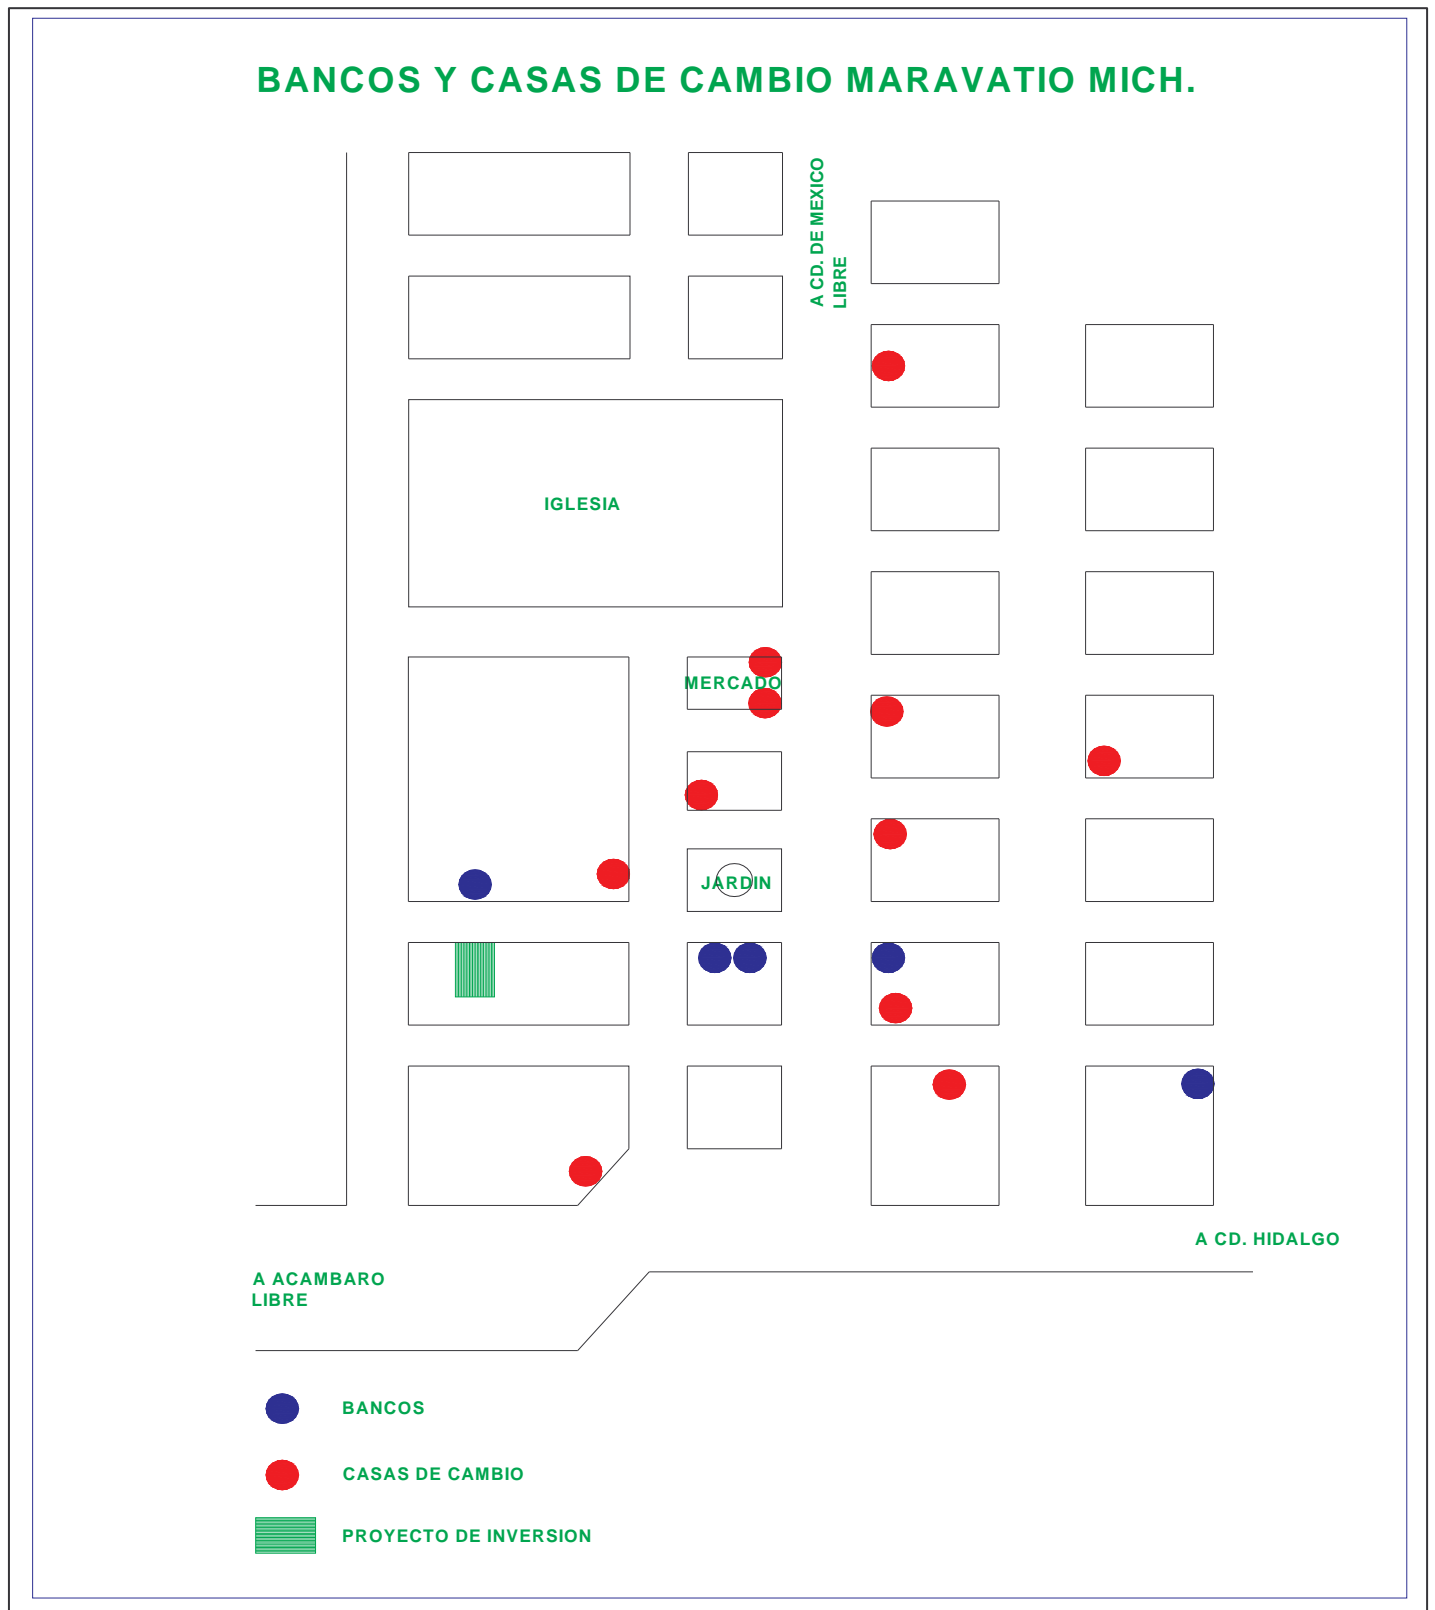 BANCOS Y CASAS DE CAMBIO MARAVATIO MICH.
A CD. DE MEXICO
LIBRE
IGLESIA
MERCADO
JARDIN
A CD. HIDALGO
A ACAMBARO
LIBRE
BANCOS
CASAS DE CAMBIO
PROYECTO DE INVERSION